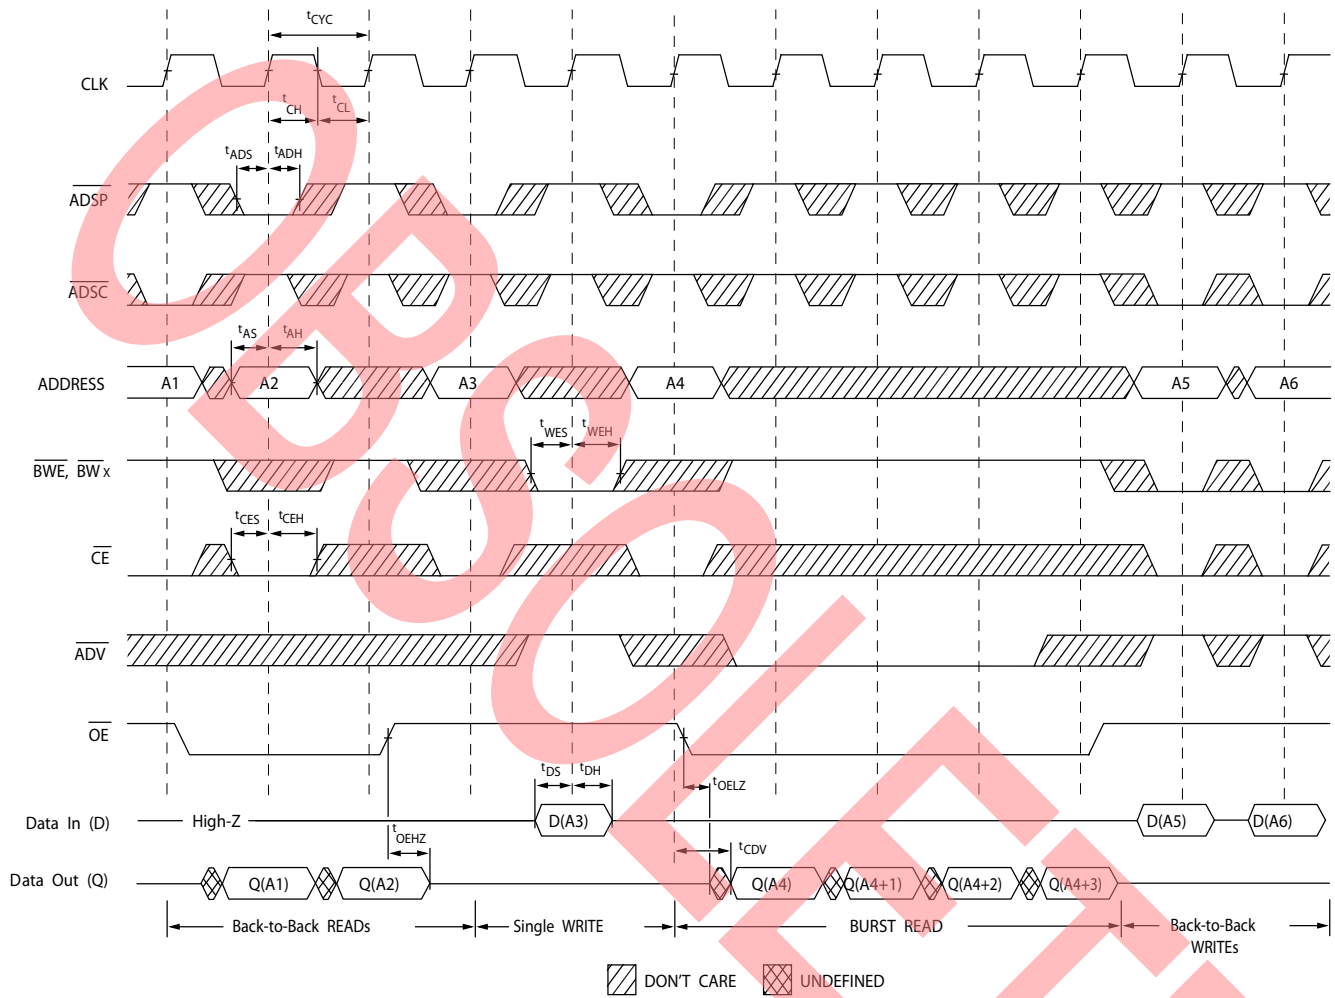 tCYC
CLK
tCH
tCL
tADS
tADH
ADSP
ADSC
tAS
tAH
ADDRESS
A1
A2
A3
A4
A5
A6
tWES
tWEH
BWE, BW x
tCES
tCEH
CE
ADV
OE
tDS
tDH
tOELZ
Data In (D)
High-Z
D(A3)
D(A5)
D(A6)
tOEHZ
tCDV
Data Out (Q)
Q(A1)
Q(A2)
Q(A4)
Q(A4+1)
Q(A4+2)
Q(A4+3)
Back-to-Back READs
Single WRITE
BURST READ
Back-to-Back
WRITEs
DON'T CARE
UNDEFINED
OBSOLET